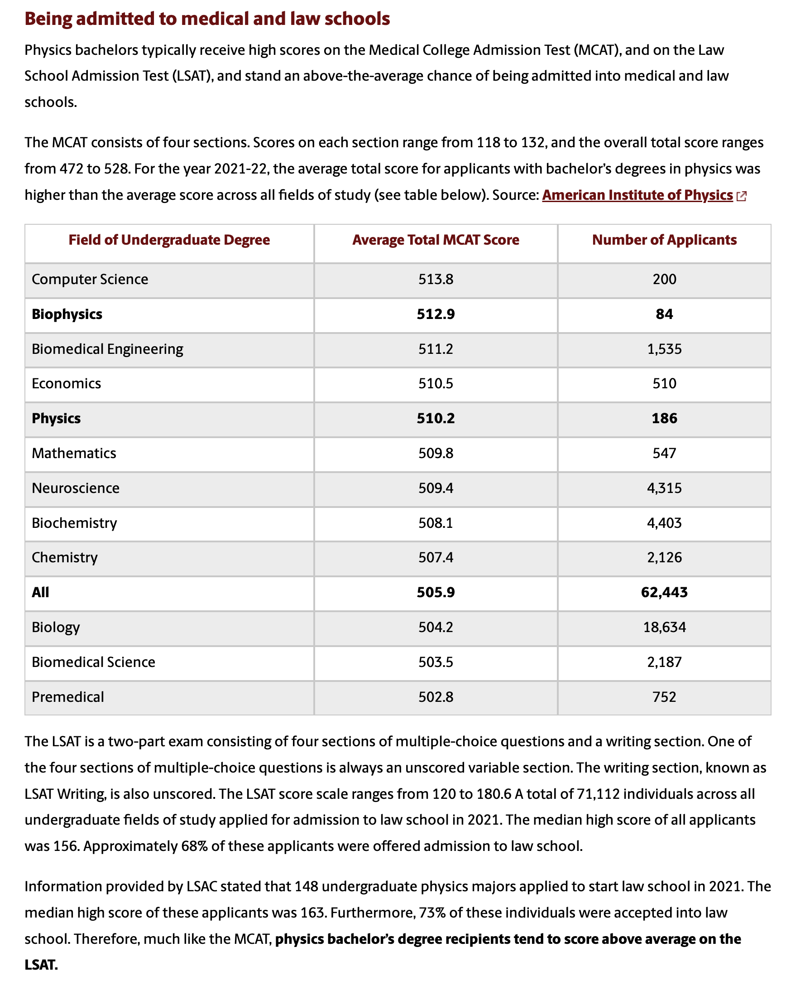 Being admitted to medical and law schools
Physics bachelors typically receive high scores on the Medical College Admission Test (MCAT), and on the Law
School Admission Test (LSAT), and stand an above-the-average chance of being admitted into medical and law
schools.
The MCAT consists of four sections. Scores on each section range from 118 to 132, and the overall total score ranges
from 472 to 528. For the year 2021-22, the average total score for applicants with bachelor’s degrees in physics was
higher than the average score across all fields of study (see table below). Source: American Institute of Physics
Field of Undergraduate Degree Average Total MCAT Score Number of Applicants
Computer Science 513.8 200
Biophysics 512.9 84
Biomedical Engineering 511.2 1,535
Economics 510.5 510
Physics 510.2 186
Mathematics 509.8 547
Neuroscience 509.4 4,315
Biochemistry 508.1 4,403
Chemistry 507.4 2,126
All 505.9 62,443
Biology 504.2 18,634
Biomedical Science 503.5 2,187
Premedical 502.8 752
The LSAT is a two-part exam consisting of four sections of multiple-choice questions and a writing section. One of
the four sections of multiple-choice questions is always an unscored variable section. The writing section, known as
LSAT Writing, is also unscored. The LSAT score scale ranges from 120 to 180.6 A total of 71,112 individuals across all
undergraduate fields of study applied for admission to law school in 2021. The median high score of all applicants
was 156. Approximately 68% of these applicants were offered admission to law school.
Information provided by LSAC stated that 148 undergraduate physics majors applied to start law school in 2021. The
median high score of these applicants was 163. Furthermore, 73% of these individuals were accepted into law
school. Therefore, much like the MCAT, physics bachelor’s degree recipients tend to score above average on the
LSAT.